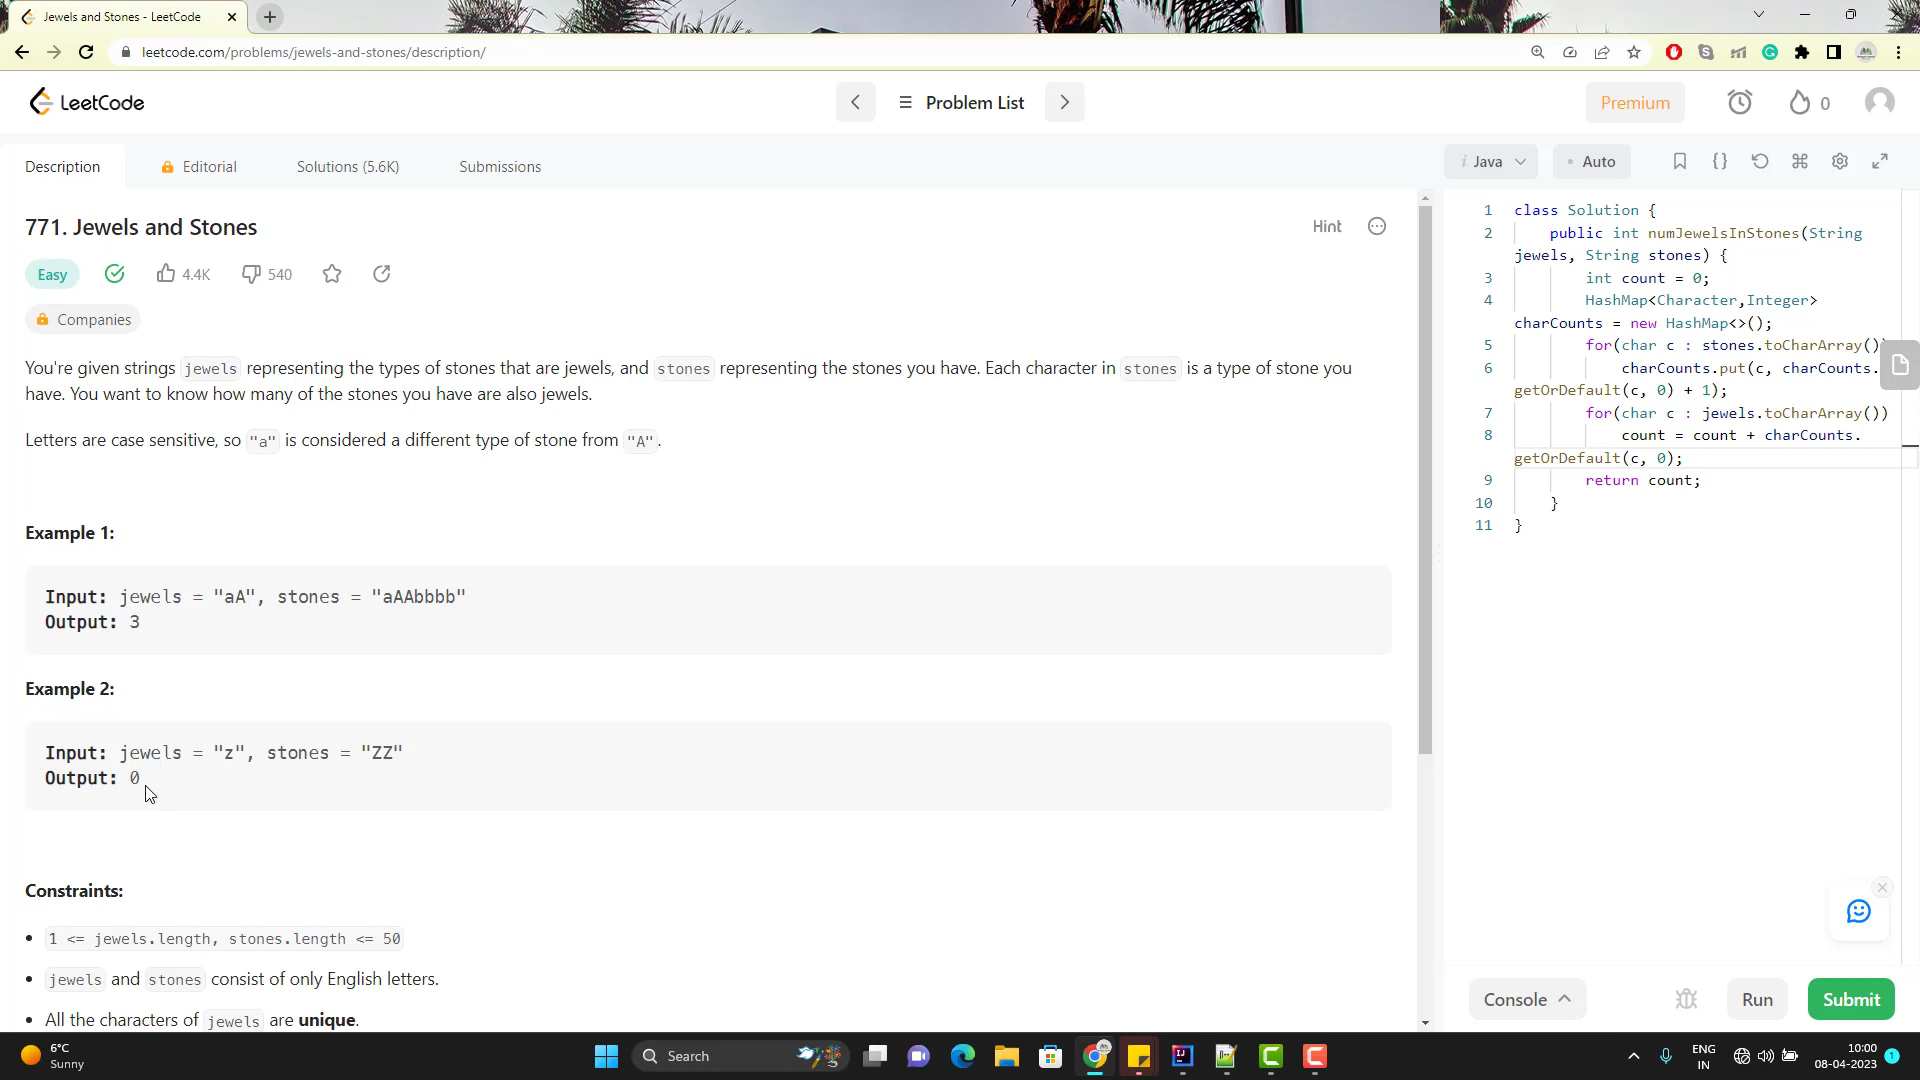 Jewels and Stones - LeetCode
leetcode.com/problems/jewels-and-stones/description/
LeetCode
Problem List
Premium
0
Description
Editorial
Solutions (5.6K)
Submissions
Java
Auto
771. Jewels and Stones
Hint
Easy
4.4K
540
Companies
You're given strings jewels representing the types of stones that are jewels, and stones representing the stones you have. Each character in stones is a type of stone you
have. You want to know how many of the stones you have are also jewels.
Letters are case sensitive, so "a" is considered a different type of stone from "A".
Example 1:
Input: jewels = "aA", stones = "aAAbbbb"
Output: 3
Example 2:
Input: jewels = "z", stones = "ZZ"
Output: 0
Constraints:
1 <= jewels.length, stones.length <= 50
jewels and stones consist of only English letters.
All the characters of jewels are unique.
1 class Solution {
2 public int numJewelsInStones(String
jewels, String stones) {
3 int count = 0;
4 HashMap<Character,Integer>
charCounts = new HashMap<>();
5 for(char c : stones.toCharArray())
6 charCounts.put(c, charCounts.
getOrDefault(c, 0) + 1);
7 for(char c : jewels.toCharArray())
8 count = count + charCounts.
getOrDefault(c, 0);
9 return count;
10 }
11 }
Console
Run
Submit
6°C
Sunny
Search
ENG
IN
10:00
08-04-2023
1